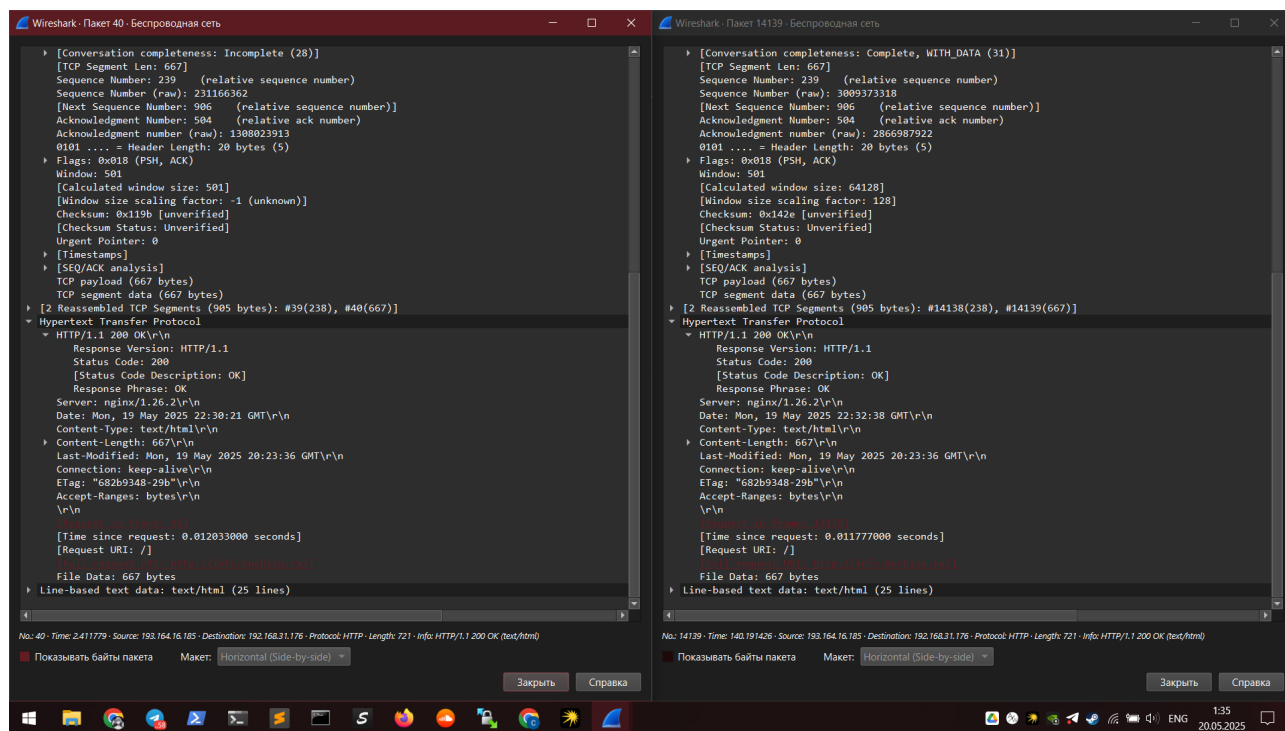 Wireshark · Пакет 40 · Беспроводная сеть
[Conversation completeness: Incomplete (28)]
[TCP Segment Len: 667]
Sequence Number: 239 (relative sequence number)
Sequence Number (raw): 231166362
[Next Sequence Number: 906 (relative sequence number)]
Acknowledgment Number: 504 (relative ack number)
Acknowledgment number (raw): 1308023913
0101 .... = Header Length: 20 bytes (5)
Flags: 0x018 (PSH, ACK)
Window: 501
[Calculated window size: 501]
[Window size scaling factor: -1 (unknown)]
Checksum: 0x119b [unverified]
[Checksum Status: Unverified]
Urgent Pointer: 0
[Timestamps]
[SEQ/ACK analysis]
TCP payload (667 bytes)
TCP segment data (667 bytes)
[2 Reassembled TCP Segments (905 bytes): #39(238), #40(667)]
Hypertext Transfer Protocol
HTTP/1.1 200 OK\r\n
Response Version: HTTP/1.1
Status Code: 200
[Status Code Description: OK]
Response Phrase: OK
Server: nginx/1.26.2\r\n
Date: Mon, 19 May 2025 22:30:21 GMT\r\n
Content-Type: text/html\r\n
Content-Length: 667\r\n
Last-Modified: Mon, 19 May 2025 20:23:36 GMT\r\n
Connection: keep-alive\r\n
ETag: "682b9348-29b"\r\n
Accept-Ranges: bytes\r\n
\r\n
[Time since request: 0.012033000 seconds]
[Request URI: /]
File Data: 667 bytes
Line-based text data: text/html (25 lines)
No.: 40 · Time: 2.411779 · Source: 193.164.16.185 · Destination: 192.168.31.176 · Protocol: HTTP · Length: 721 · Info: HTTP/1.1 200 OK (text/html)
Показывать байты пакета Макет: Horizontal (Side-by-side)
Закрыть Справка
Wireshark · Пакет 14139 · Беспроводная сеть
[Conversation completeness: Complete, WITH_DATA (31)]
[TCP Segment Len: 667]
Sequence Number: 239 (relative sequence number)
Sequence Number (raw): 3009373318
[Next Sequence Number: 906 (relative sequence number)]
Acknowledgment Number: 504 (relative ack number)
Acknowledgment number (raw): 2866987922
0101 .... = Header Length: 20 bytes (5)
Flags: 0x018 (PSH, ACK)
Window: 501
[Calculated window size: 64128]
[Window size scaling factor: 128]
Checksum: 0x142e [unverified]
[Checksum Status: Unverified]
Urgent Pointer: 0
[Timestamps]
[SEQ/ACK analysis]
TCP payload (667 bytes)
TCP segment data (667 bytes)
[2 Reassembled TCP Segments (905 bytes): #14138(238), #14139(667)]
Hypertext Transfer Protocol
HTTP/1.1 200 OK\r\n
Response Version: HTTP/1.1
Status Code: 200
[Status Code Description: OK]
Response Phrase: OK
Server: nginx/1.26.2\r\n
Date: Mon, 19 May 2025 22:32:38 GMT\r\n
Content-Type: text/html\r\n
Content-Length: 667\r\n
Last-Modified: Mon, 19 May 2025 20:23:36 GMT\r\n
Connection: keep-alive\r\n
ETag: "682b9348-29b"\r\n
Accept-Ranges: bytes\r\n
\r\n
[Time since request: 0.011777000 seconds]
[Request URI: /]
File Data: 667 bytes
Line-based text data: text/html (25 lines)
No.: 14139 · Time: 140.191426 · Source: 193.164.16.185 · Destination: 192.168.31.176 · Protocol: HTTP · Length: 721 · Info: HTTP/1.1 200 OK (text/html)
Показывать байты пакета Макет: Horizontal (Side-by-side)
Закрыть Справка
ENG
1:35
20.05.2025